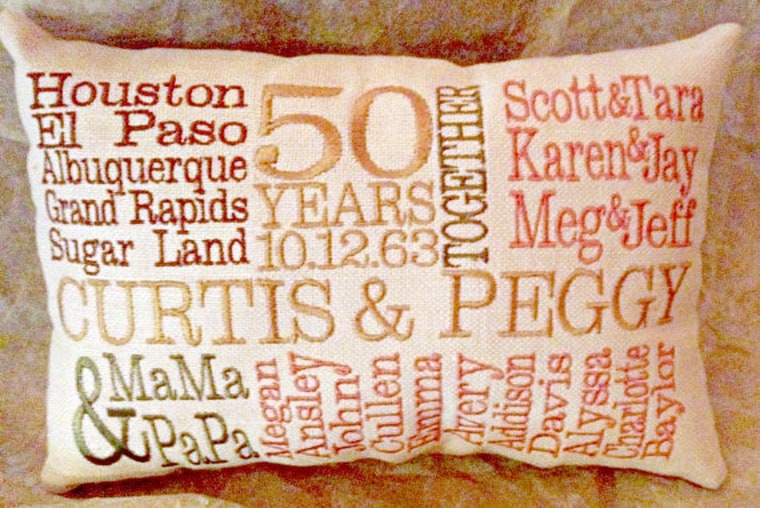 Houston
El Paso
Albuquerque
Grand Rapids
Sugar Land
50
YEARS
10.12.63
TOGETHER
Scott&Tara
Karen&Jay
Meg&Jeff
CURTIS & PEGGY
&
MaMa
PaPa
Megan
Ansley
John
Cullen
Emma
Avery
Addison
Davis
Alyssa
Charlotte
Baylor